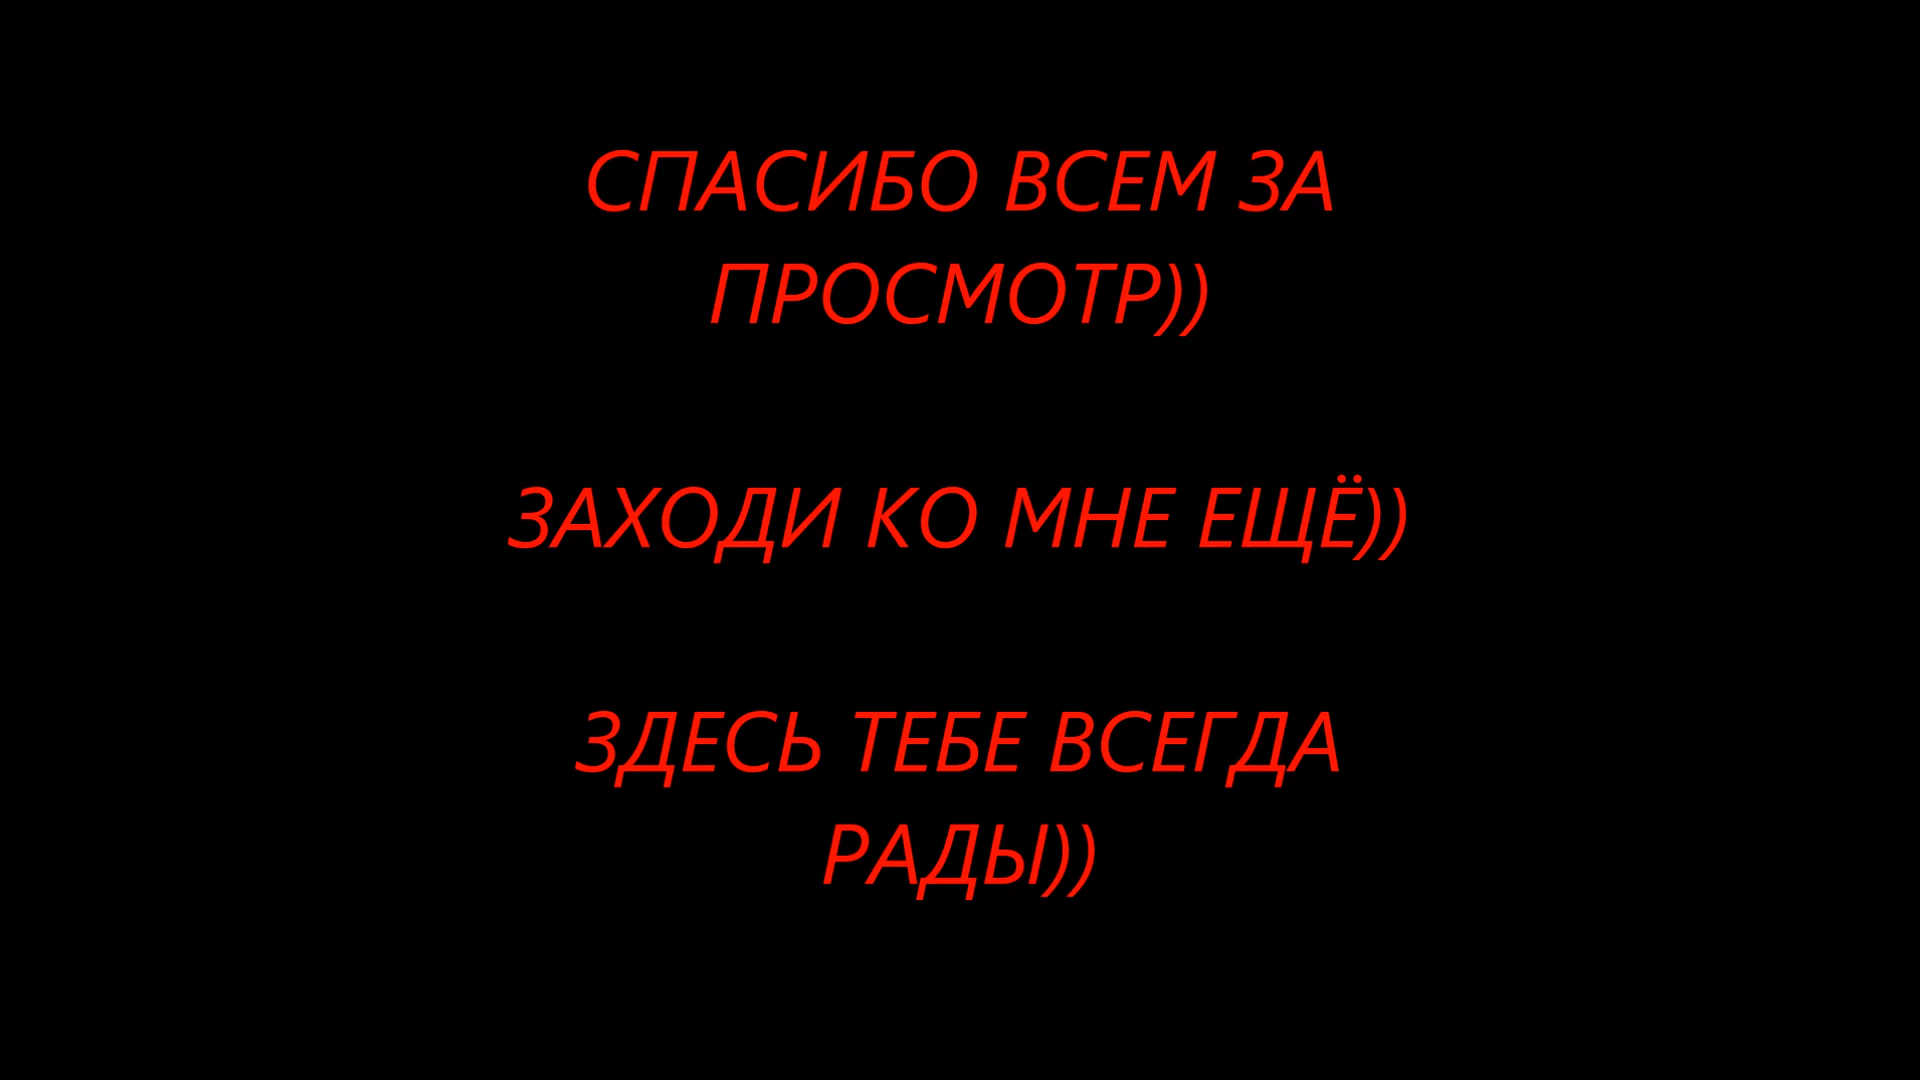 СПАСИБО ВСЕМ ЗА
ПРОСМОТР))
ЗАХОДИ КО МНЕ ЕЩЁ))
ЗДЕСЬ ТЕБЕ ВСЕГДА
РАДЫ))